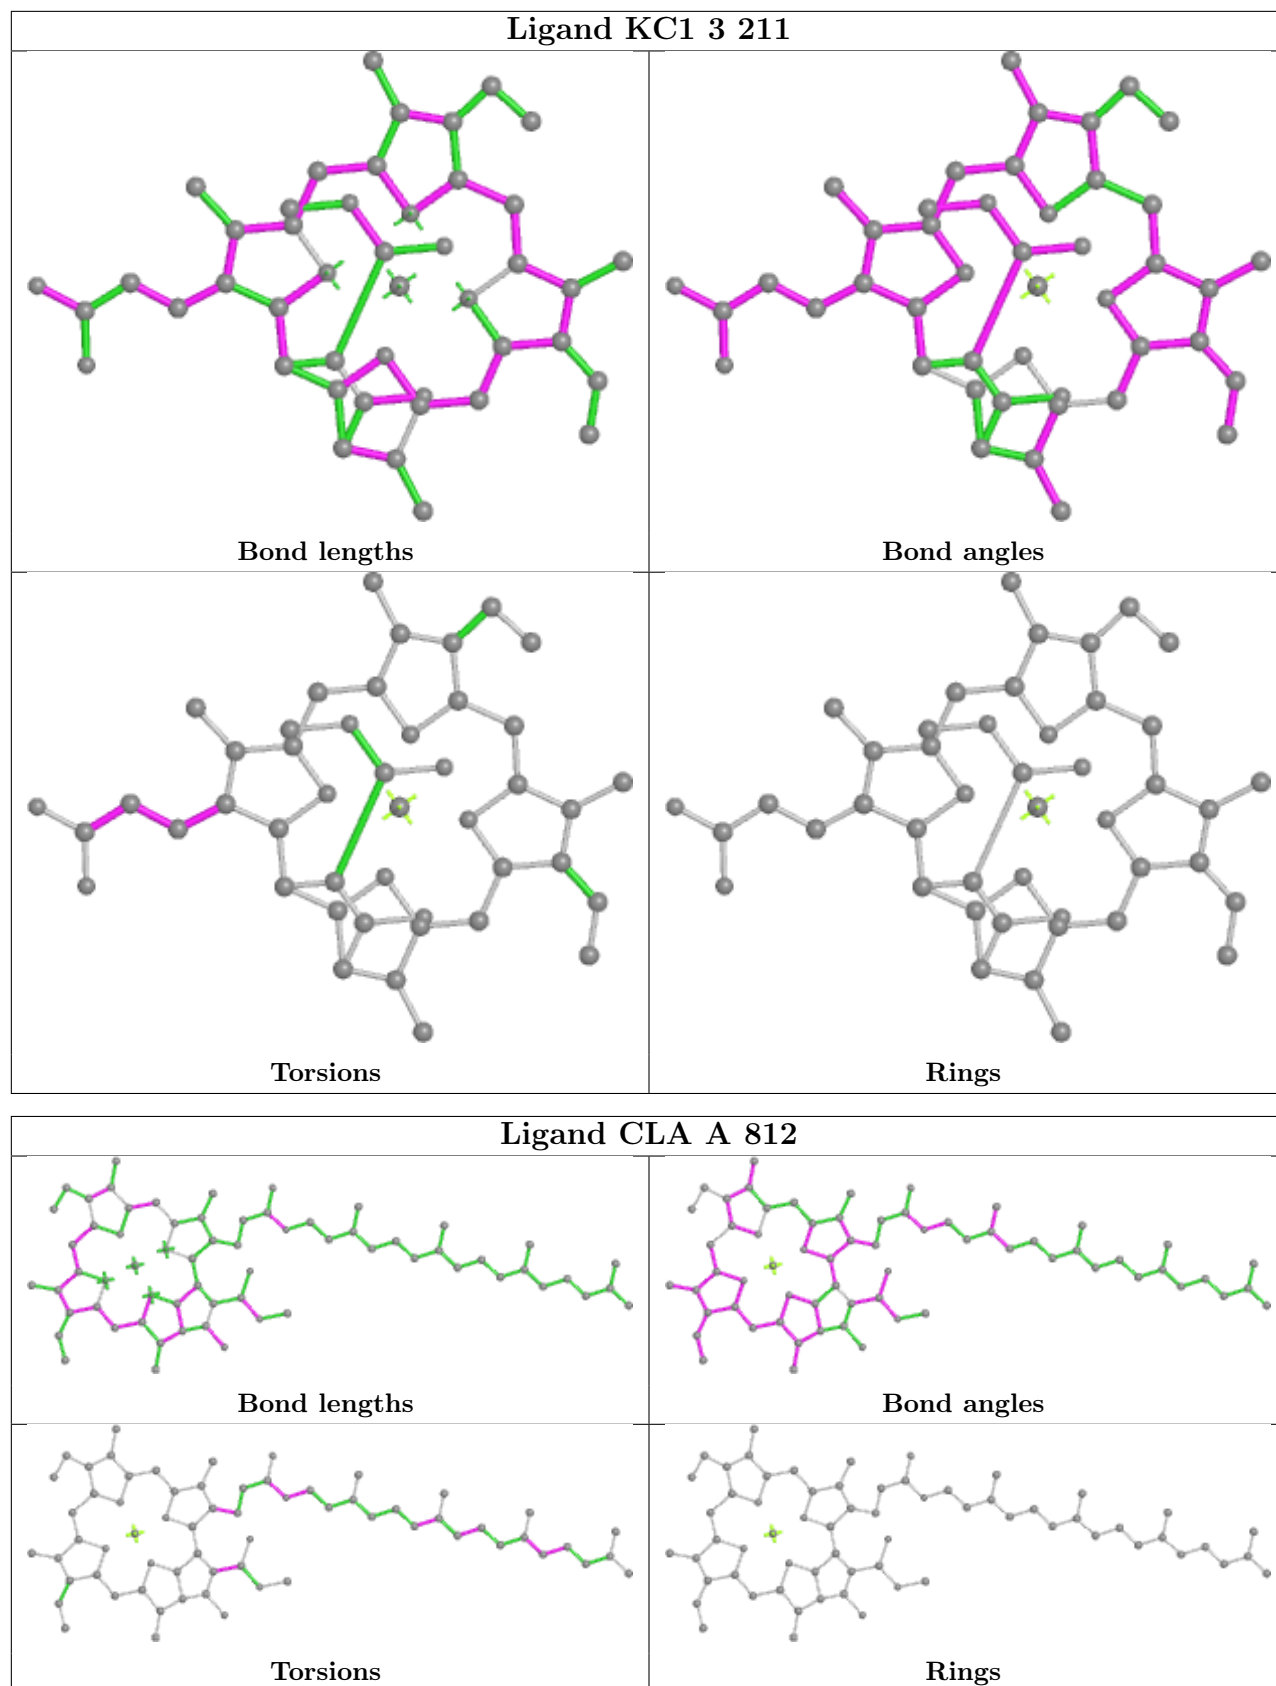 Ligand KC1 3 211
Bond lengths
Bond angles
Torsions
Rings
Ligand CLA A 812
Bond lengths
Bond angles
Torsions
Rings